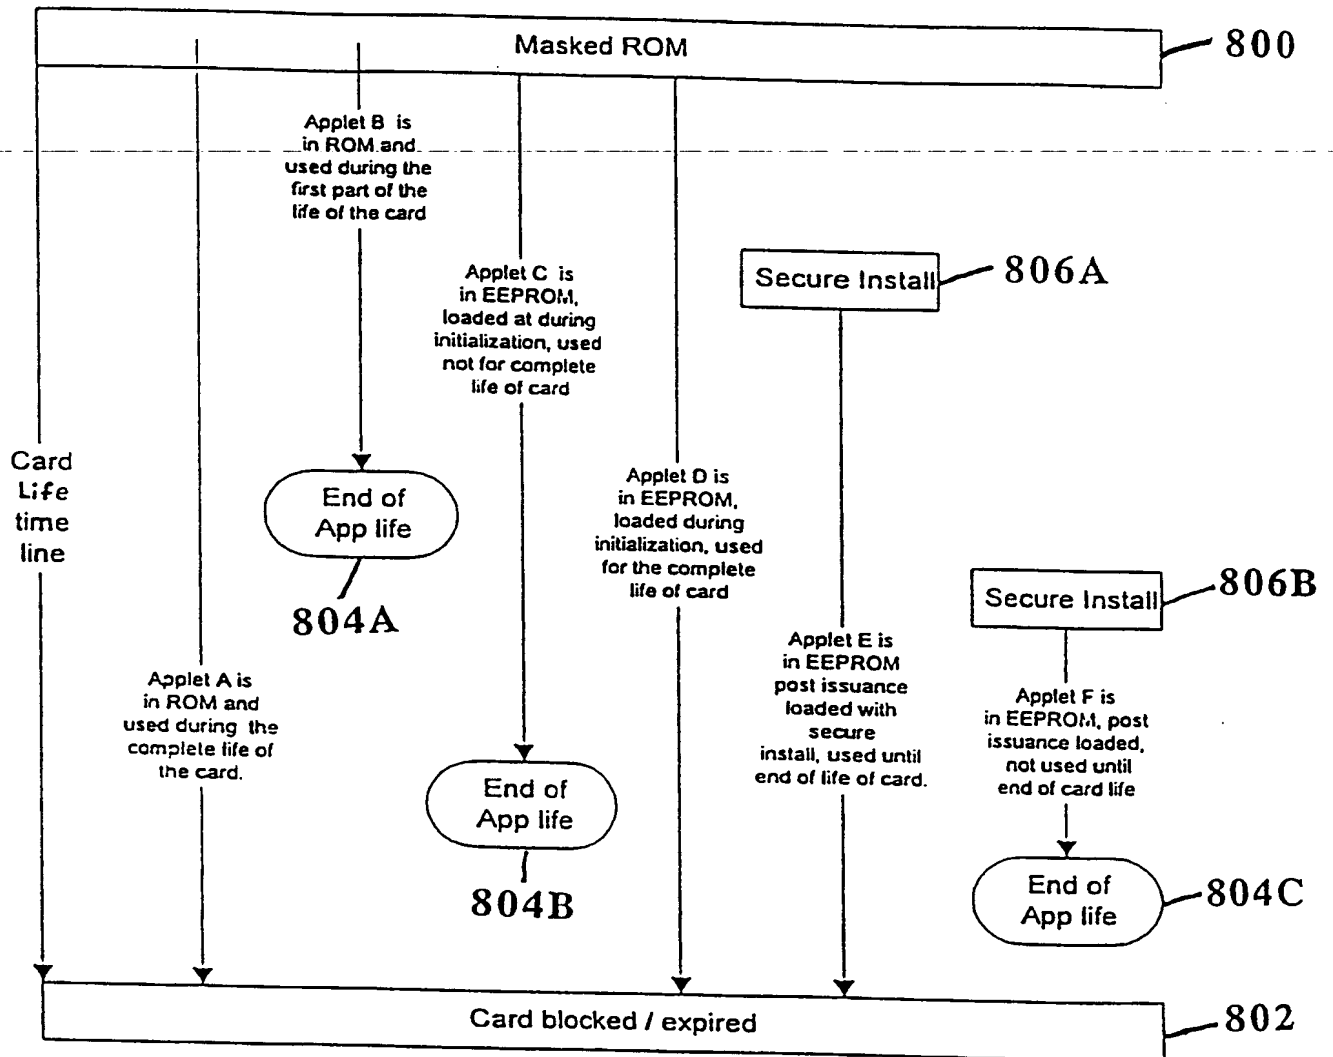 Masked ROM
800
Applet B is
in ROM and
used during the
first part of the
life of the card
Applet C is
in EEPROM,
loaded at during
initialization, used
not for complete
life of card
Secure Install
806A
Card
Life
time
line
End of
App life
804A
Applet D is
in EEPROM,
loaded during
initialization, used
for the complete
life of card
Secure Install
806B
Applet A is
in ROM and
used during the
complete life of
the card.
Applet E is
in EEPROM
post issuance
loaded with
secure
install, used until
end of life of card.
Applet F is
in EEPROM, post
issuance loaded,
not used until
end of card life
End of
App life
804B
End of
App life
804C
Card blocked / expired
802